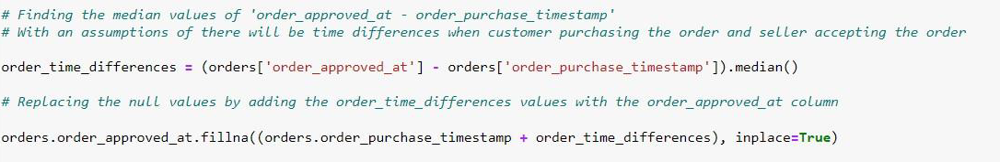 # Finding the median values of 'order_approved_at - order_purchase_timestamp'
# With an assumptions of there will be time differences when customer purchasing the order and seller accepting the order
order_time_differences = (orders['order_approved_at'] - orders['order_purchase_timestamp']).median()
# Replacing the null values by adding the order_time_differences values with the order_approved_at column
orders.order_approved_at.fillna((orders.order_purchase_timestamp + order_time_differences), inplace=True)